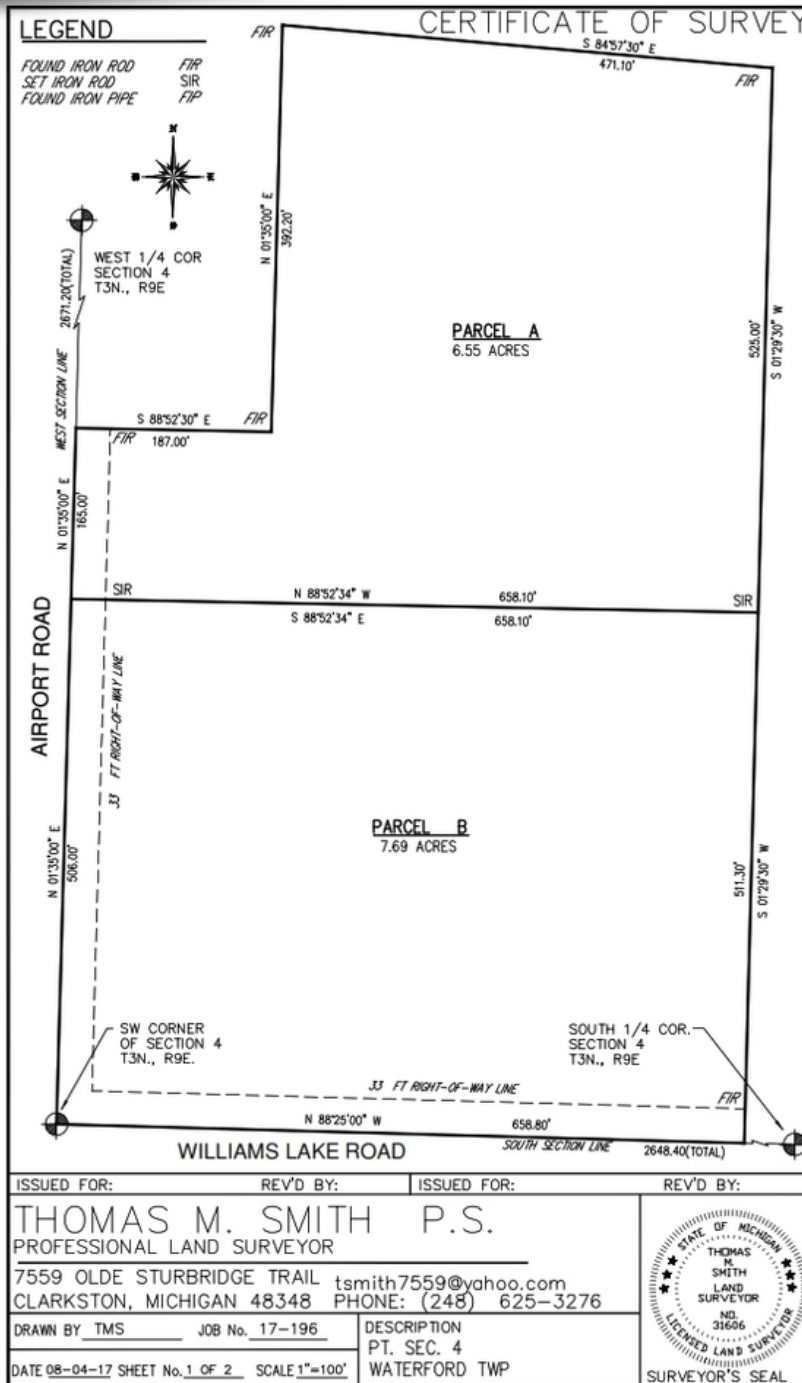 CERTIFICATE OF SURVEY
LEGEND
FOUND IRON ROD FIR
SET IRON ROD SIR
FOUND IRON PIPE FIP
FIR
S 84°57'30" E
471.10'
FIR
N 01°35'00" E
392.20'
WEST 1/4 COR
SECTION 4
T3N., R9E
2671.20(TOTAL)
WEST SECTION LINE
PARCEL A
6.55 ACRES
525.00'
S 01°29'30" W
S 88°52'30" E
187.00'
FIR
FIR
N 01°35'00" E
165.00'
SIR
N 88°52'34" W 658.10'
SIR
S 88°52'34" E 658.10'
AIRPORT ROAD
33 FT RIGHT-OF-WAY LINE
N 01°35'00" E
506.00'
PARCEL B
7.69 ACRES
511.30'
S 01°29'30" W
SW CORNER
OF SECTION 4
T3N., R9E.
SOUTH 1/4 COR.
SECTION 4
T3N., R9E
33 FT RIGHT-OF-WAY LINE
FIR
N 88°25'00" W 658.80'
WILLIAMS LAKE ROAD
SOUTH SECTION LINE
2648.40(TOTAL)
ISSUED FOR: REV'D BY: ISSUED FOR: REV'D BY:
THOMAS M. SMITH P.S.
PROFESSIONAL LAND SURVEYOR
7559 OLDE STURBRIDGE TRAIL tsmith7559@yahoo.com
CLARKSTON, MICHIGAN 48348 PHONE: (248) 625-3276
DRAWN BY TMS JOB No. 17-196
DATE 08-04-17 SHEET No. 1 OF 2 SCALE 1"=100'
DESCRIPTION
PT. SEC. 4
WATERFORD TWP
STATE OF MICHIGAN
THOMAS
M.
SMITH
LAND
SURVEYOR
NO.
31606
LICENSED LAND SURVEYOR
SURVEYOR'S SEAL